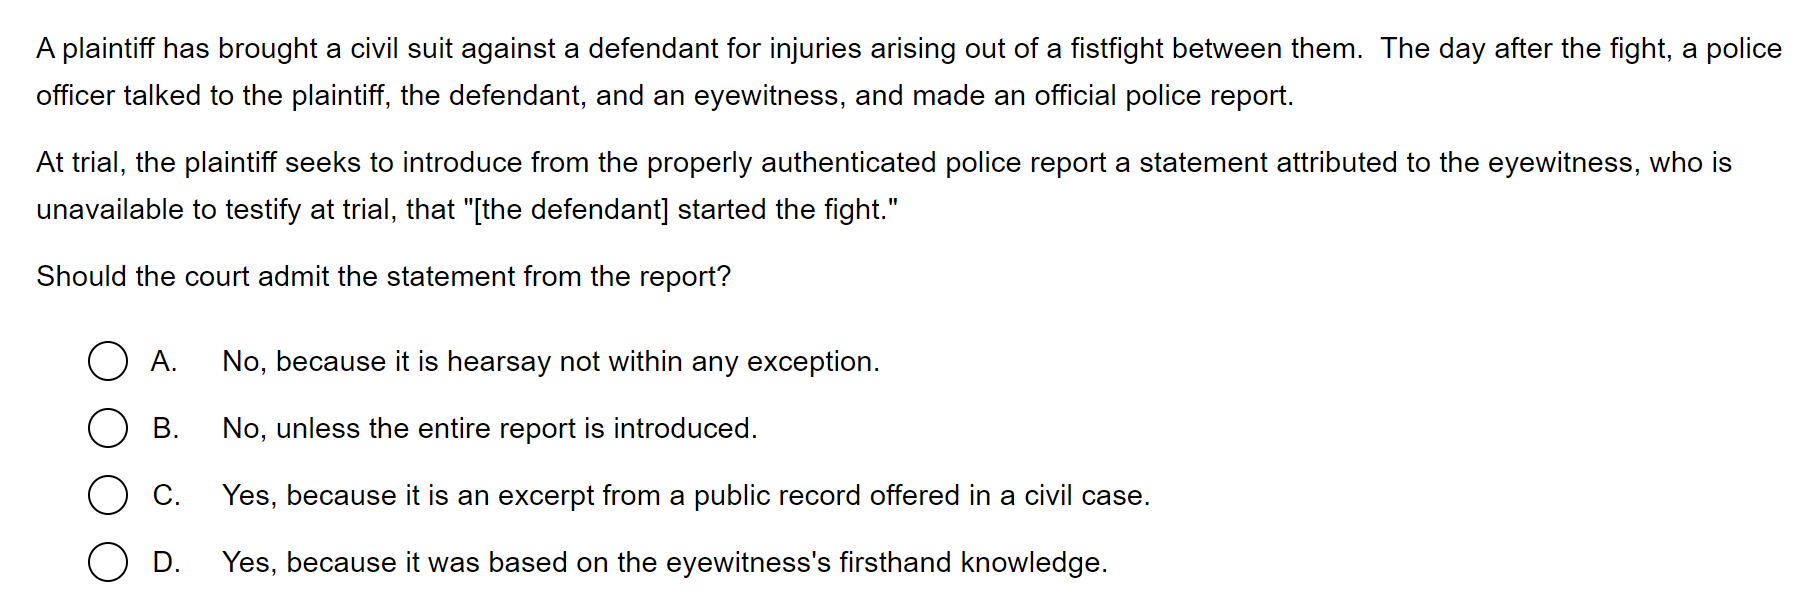 A plaintiff has brought a civil suit against a defendant for injuries arising out of a fistfight between them.  The day after the fight, a police
officer talked to the plaintiff, the defendant, and an eyewitness, and made an official police report.
At trial, the plaintiff seeks to introduce from the properly authenticated police report a statement attributed to the eyewitness, who is
unavailable to testify at trial, that "[the defendant] started the fight."
Should the court admit the statement from the report?
A. No, because it is hearsay not within any exception.
B. No, unless the entire report is introduced.
C. Yes, because it is an excerpt from a public record offered in a civil case.
D. Yes, because it was based on the eyewitness's firsthand knowledge.